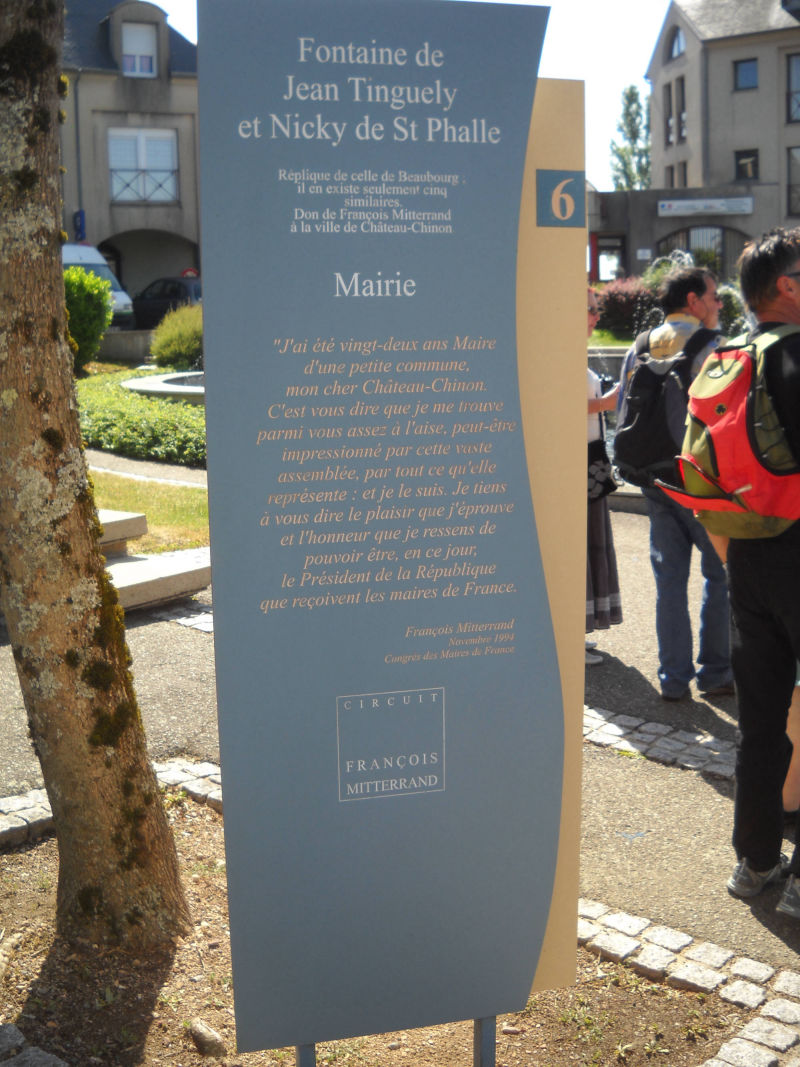 Fontaine de
Jean Tinguely
et Nicky de St Phalle
Réplique de celle de Beaubourg :
il en existe seulement cinq
similaires.
Don de François Mitterrand
à la ville de Château-Chinon
6
Mairie
"J'ai été vingt-deux ans Maire
d'une petite commune,
mon cher Château-Chinon.
C'est vous dire que je me trouve
parmi vous assez à l'aise, peut-être
impressionné par cette vaste
assemblée, par tout ce qu'elle
représente : et je le suis. Je tiens
à vous dire le plaisir que j'éprouve
et l'honneur que je ressens de
pouvoir être, en ce jour,
le Président de la République
que reçoivent les maires de France.
François Mitterrand
Novembre 1994
Congrès des Maires de France
CIRCUIT
FRANÇOIS
MITTERRAND